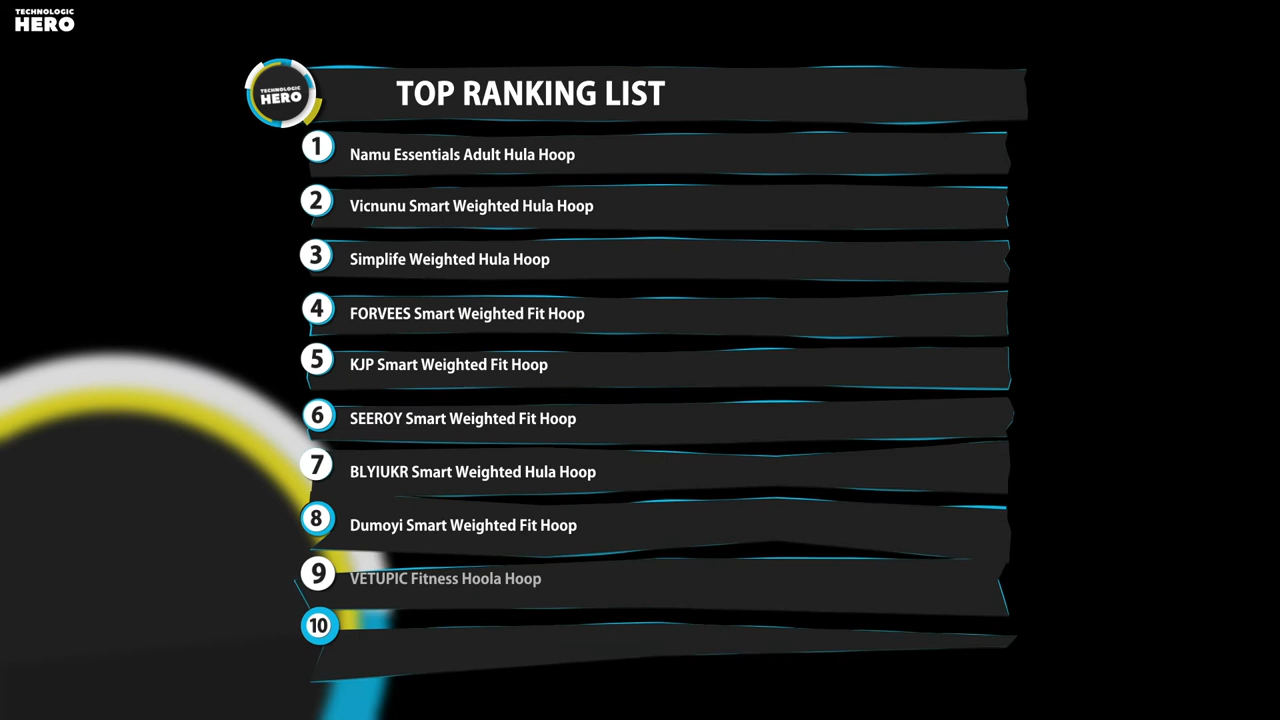 TECHNOLOGIC
HERO
TECHNOLOGIC
HERO
TOP RANKING LIST
1 Namu Essentials Adult Hula Hoop
2 Vicnunu Smart Weighted Hula Hoop
3 Simplife Weighted Hula Hoop
4 FORVEES Smart Weighted Fit Hoop
5 KJP Smart Weighted Fit Hoop
6 SEEROY Smart Weighted Fit Hoop
7 BLYIUKR Smart Weighted Hula Hoop
8 Dumoyi Smart Weighted Fit Hoop
9 VETUPIC Fitness Hoola Hoop
10